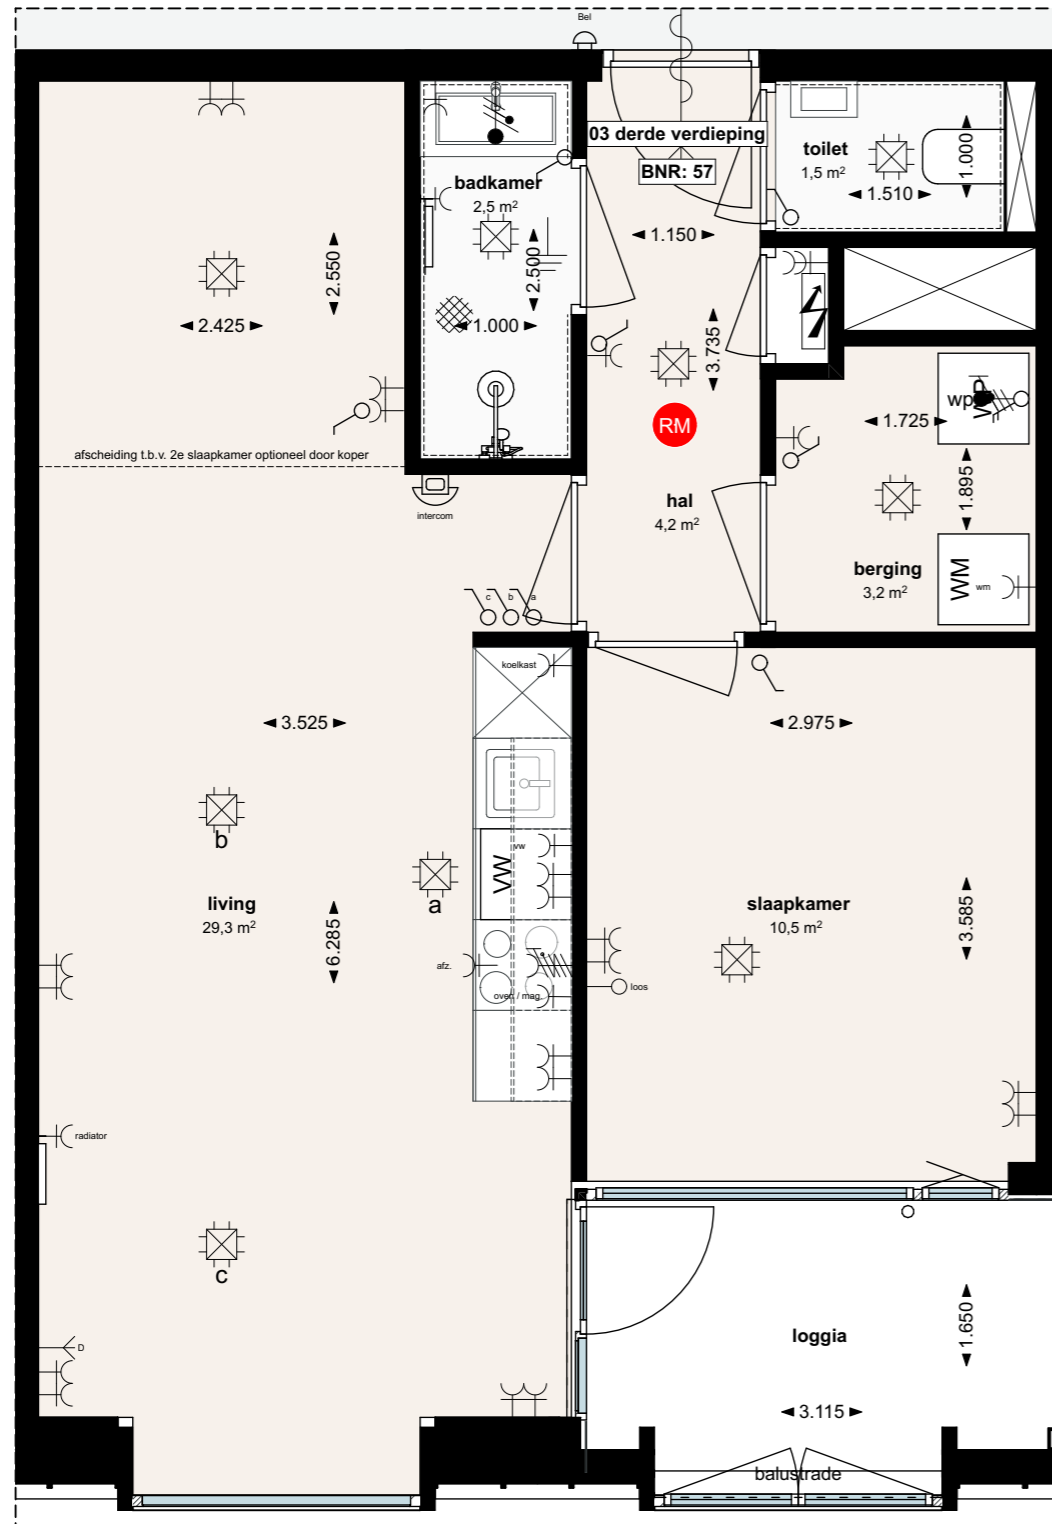 Bel
03 derde verdieping
BNR: 57
toilet
1,5 m²
1.000
1.510
badkamer
2,5 m²
2.500
1.000
1.150
3.735
2.550
2.425
RM
wp
WP
1.725
1.895
afscheiding t.b.v. 2e slaapkamer optioneel door koper
intercom
hal
4,2 m²
berging
3,2 m²
WM
wm
c
b
a
koelkast
3.525
2.975
b
a
VW
vw
living
29,3 m²
6.285
slaapkamer
10,5 m²
3.585
afz.
oven / mag.
loos
radiator
c
D
loggia
1.650
3.115
balustrade